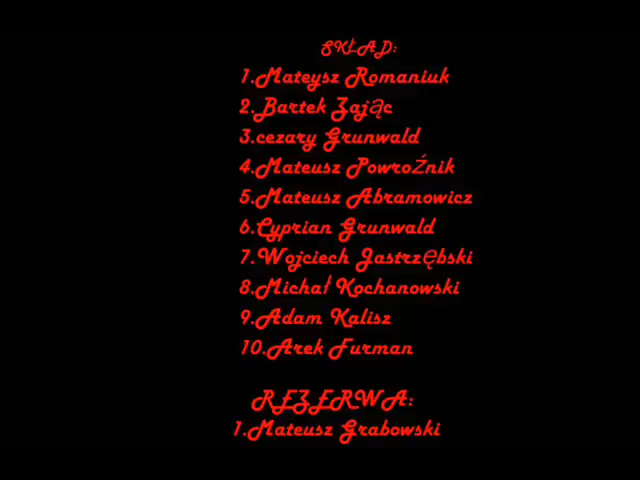 SKŁAD:
1.Mateysz Romaniuk
2.Bartek Zając
3.cezary Grunwald
4.Mateusz PowroŹnik
5.Mateusz Abramowicz
6.Cyprian Grunwald
7.Wojciech Jastrzębski
8.Michał Kochanowski
9.Adam Kalisz
10.Arek Furman
REZERWA:
1.Mateusz Grabowski